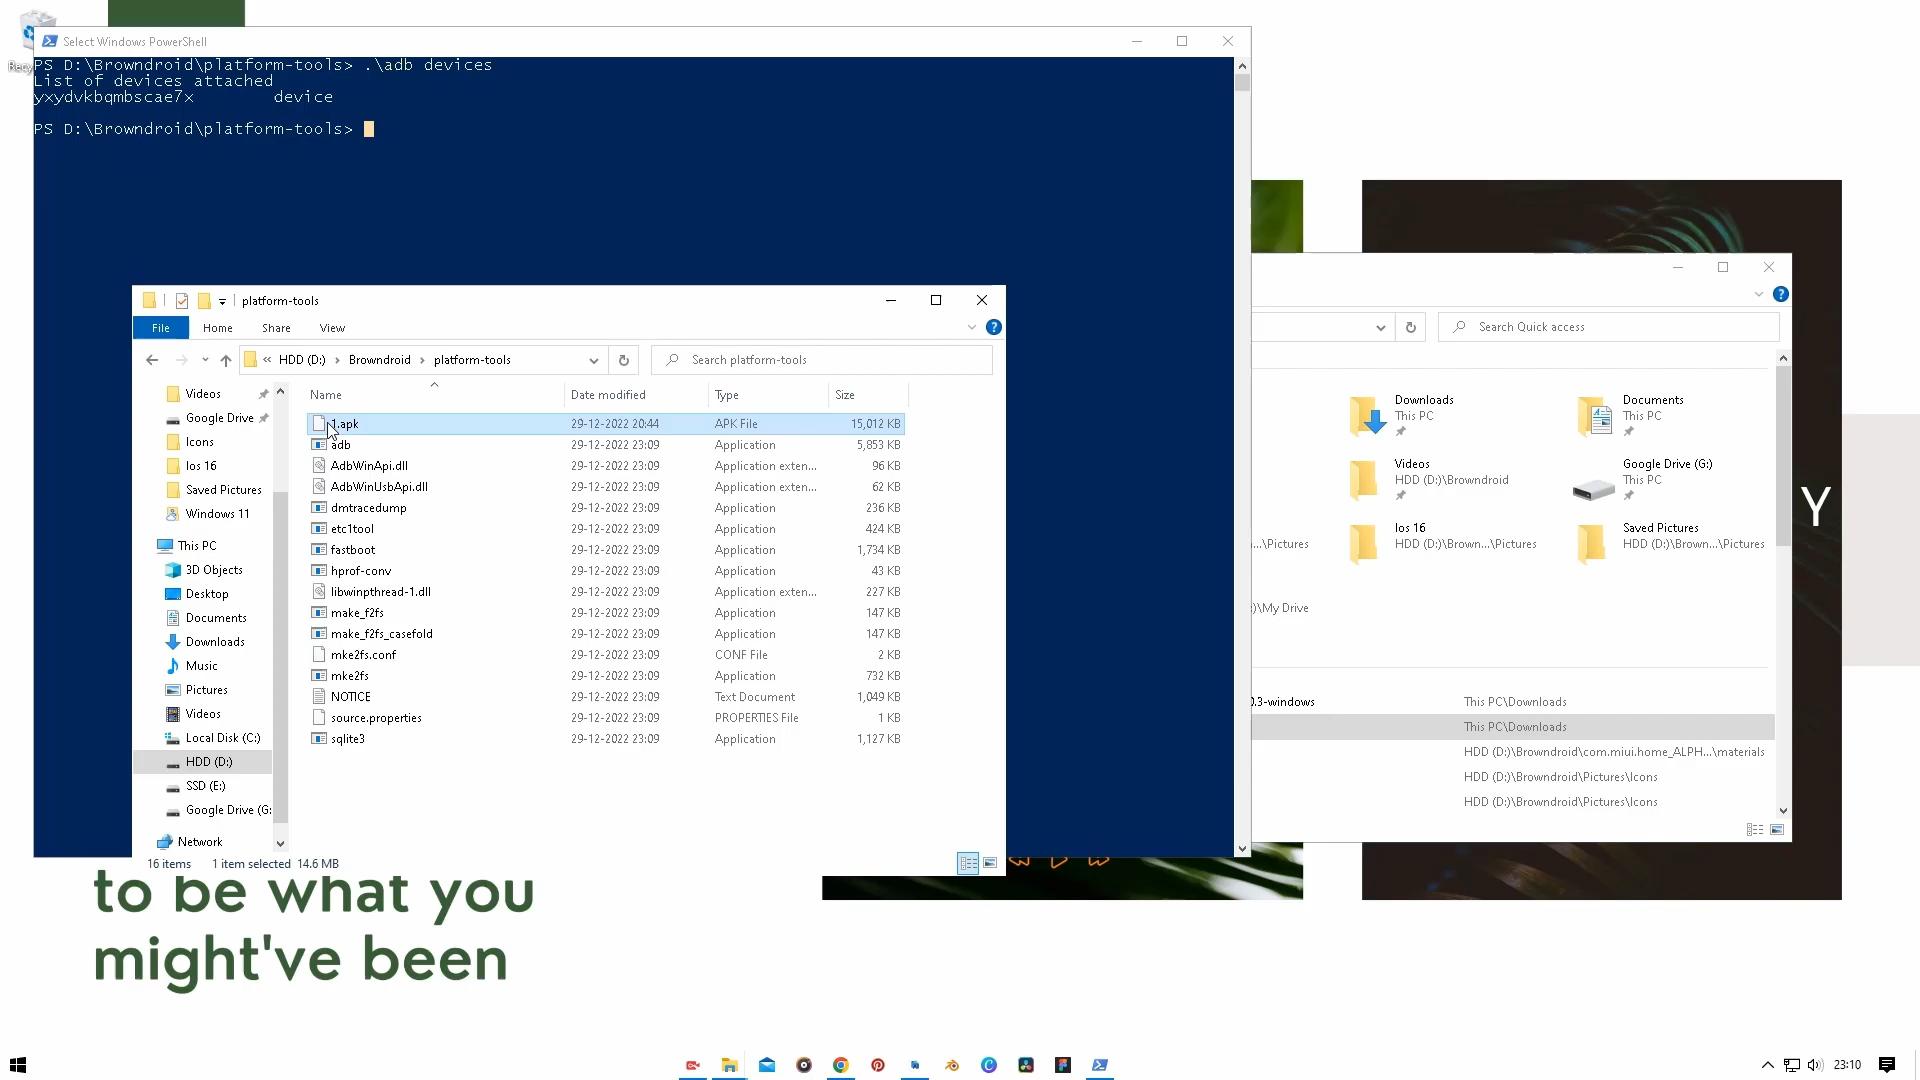 Select Windows PowerShell
PS D:\Browndroid\platform-tools> .\adb devices
List of devices attached
yxydvkbqmbscae7x device
PS D:\Browndroid\platform-tools>
platform-tools
File Home Share View
« HDD (D:) › Browndroid › platform-tools
Search platform-tools
Name Date modified Type Size
1.apk 29-12-2022 20:44 APK File 15,012 KB
adb 29-12-2022 23:09 Application 5,853 KB
AdbWinApi.dll 29-12-2022 23:09 Application exten... 96 KB
AdbWinUsbApi.dll 29-12-2022 23:09 Application exten... 62 KB
dmtracedump 29-12-2022 23:09 Application 236 KB
etc1tool 29-12-2022 23:09 Application 424 KB
fastboot 29-12-2022 23:09 Application 1,734 KB
hprof-conv 29-12-2022 23:09 Application 43 KB
libwinpthread-1.dll 29-12-2022 23:09 Application exten... 227 KB
make_f2fs 29-12-2022 23:09 Application 147 KB
make_f2fs_casefold 29-12-2022 23:09 Application 147 KB
mke2fs.conf 29-12-2022 23:09 CONF File 2 KB
mke2fs 29-12-2022 23:09 Application 732 KB
NOTICE 29-12-2022 23:09 Text Document 1,049 KB
source.properties 29-12-2022 23:09 PROPERTIES File 1 KB
sqlite3 29-12-2022 23:09 Application 1,127 KB
Videos
Google Drive
Icons
Ios 16
Saved Pictures
Windows 11
This PC
3D Objects
Desktop
Documents
Downloads
Music
Pictures
Videos
Local Disk (C:)
HDD (D:)
SSD (E:)
Google Drive (G:
Network
16 items 1 item selected 14.6 MB
Search Quick access
Downloads
This PC
Documents
This PC
Videos
HDD (D:)\Browndroid
Google Drive (G:)
This PC
...\Pictures
Ios 16
HDD (D:)\Brown...\Pictures
Saved Pictures
HDD (D:)\Brown...\Pictures
:)\My Drive
0.3-windows This PC\Downloads
This PC\Downloads
HDD (D:)\Browndroid\com.miui.home_ALPH...\materials
HDD (D:)\Browndroid\Pictures\Icons
HDD (D:)\Browndroid\Pictures\Icons
Y
to be what you
might've been
23:10